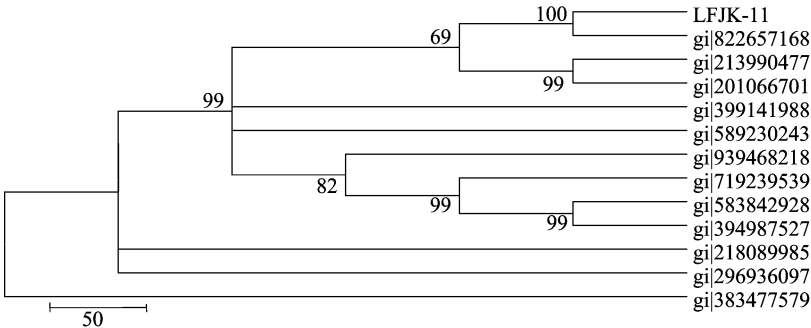 100
LFJK-11
69
gi|822657168
gi|213990477
99
gi|201066701
99
gi|399141988
gi|589230243
gi|939468218
82
gi|719239539
99
gi|583842928
99
gi|394987527
gi|218089985
gi|296936097
gi|383477579
50